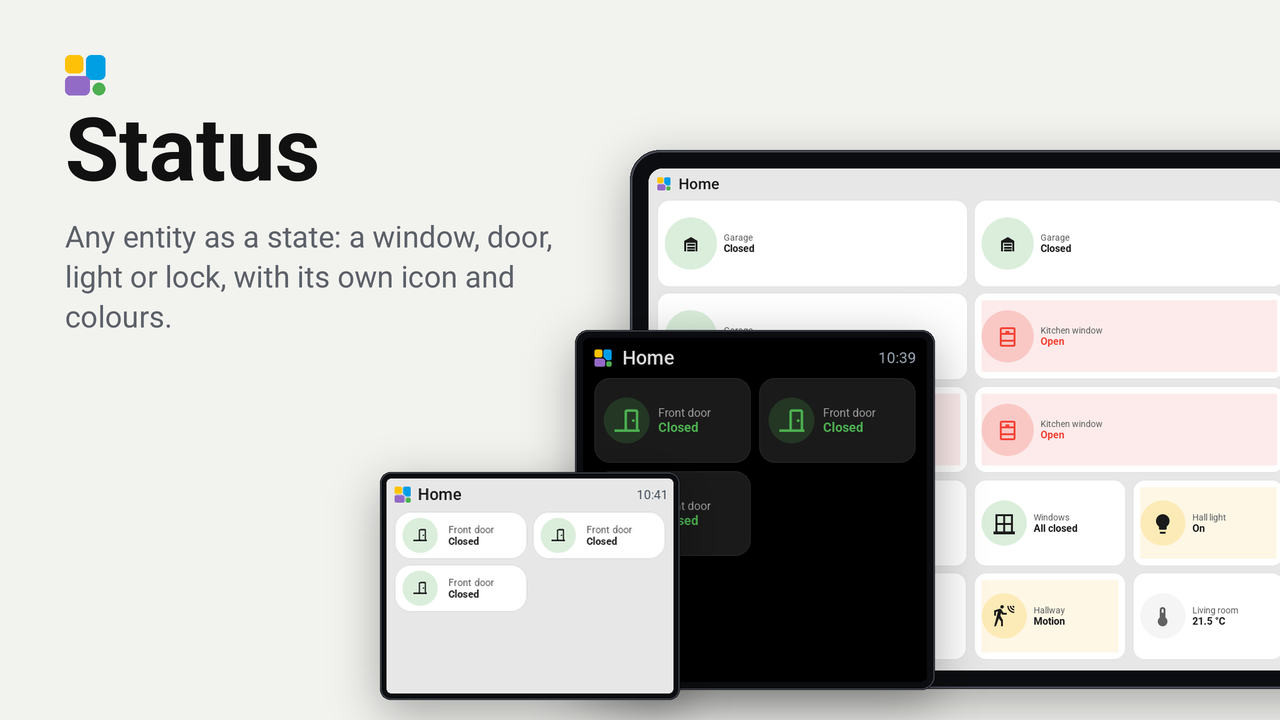 Status
Any entity as a state: a window, door,
light or lock, with its own icon and
colours.
Home
Garage
Closed
Garage
Closed
Kitchen window
Open
Kitchen window
Open
Windows
All closed
Hall light
On
Hallway
Motion
Living room
21.5 °C
Home 10:39
Front door
Closed
Front door
Closed
Home 10:41
Front door
Closed
Front door
Closed
Front door
Closed